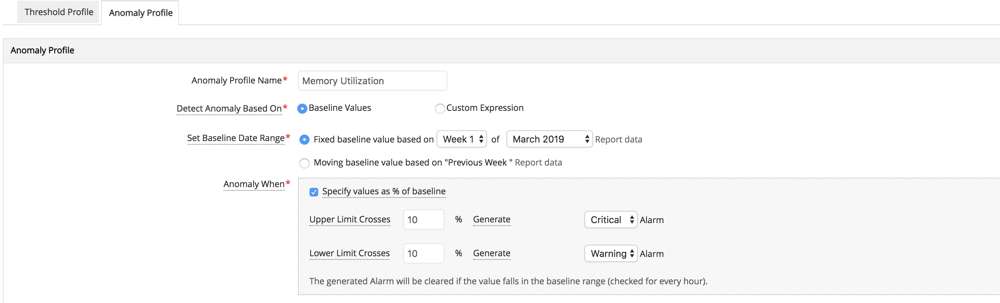 Threshold Profile Anomaly Profile
Anomaly Profile
Anomaly Profile Name* Memory Utilization
Detect Anomaly Based On* Baseline Values Custom Expression
Set Baseline Date Range* Fixed baseline value based on Week 1 of March 2019 Report data
Moving baseline value based on "Previous Week " Report data
Anomaly When*
Specify values as % of baseline
Upper Limit Crosses 10 % Generate Critical Alarm
Lower Limit Crosses 10 % Generate Warning Alarm
The generated Alarm will be cleared if the value falls in the baseline range (checked for every hour).